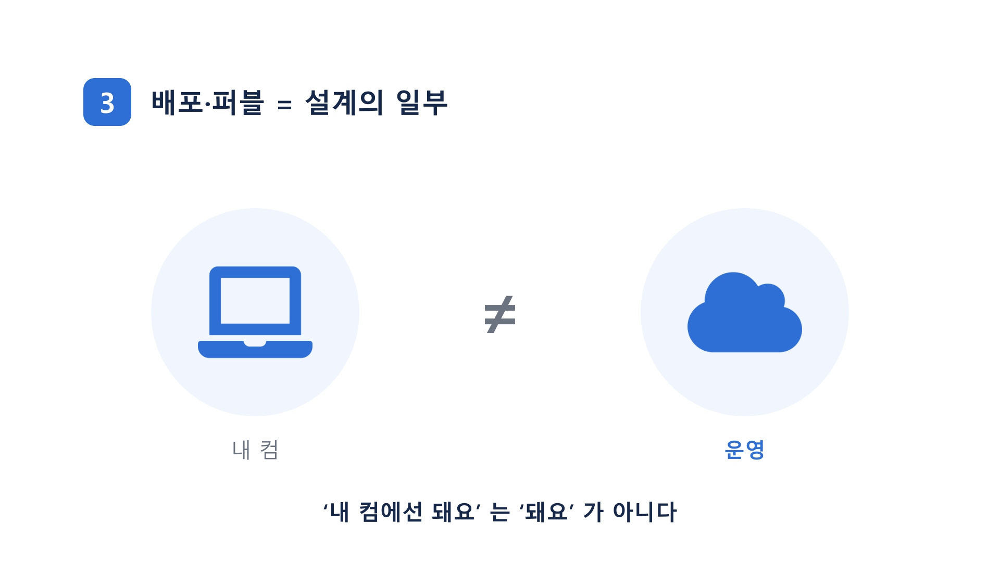 3 배포·퍼블 = 설계의 일부
≠
내 컴
운영
‘내 컴에선 돼요’ 는 ‘돼요’ 가 아니다